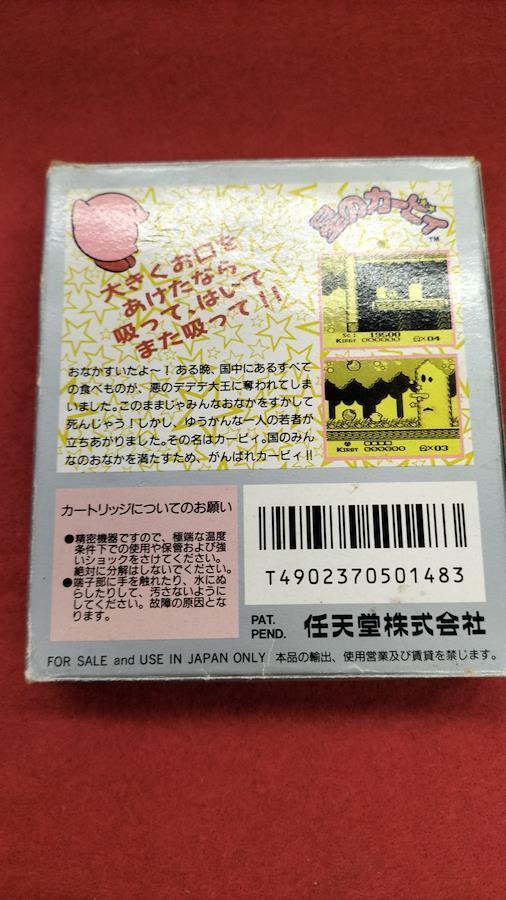 大きくお口を
あけたなら
吸って、はいて
また吸って!!
星のカービィ
TM
SC: 19500
KIRBY 000000 ×04
KIRBY 000000 ×03
おなかすいたよー!ある晩、国中にあるすべて
の食べものが、悪のデデデ大王に奪われてしま
いました。このままじゃみんなおなかをすかして
死んじゃう!しかし、ゆうかんな一人の若者が
立ちあがりました。その名はカービィ。国のみん
なのおなかを満たすため、がんばれカービィ!!
カートリッジについてのお願い
●精密機器ですので、極端な温度
条件下での使用や保管および強
いショックをさけてください。
絶対に分解はしないでください。
●端子部に手を触れたり、水にぬ
らしたりして、汚さないように
してください。故障の原因とな
ります。
T4902370501483
PAT.
PEND.
任天堂株式会社
FOR SALE and USE IN JAPAN ONLY 本品の輸出、使用営業及び賃貸を禁じます。